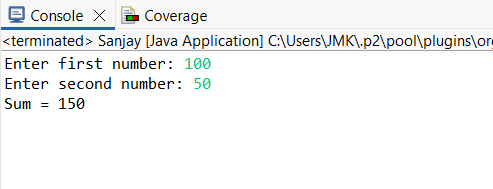 Console Coverage
<terminated> Sanjay [Java Application] C:\Users\JMK\.p2\pool\plugins\org
Enter first number: 100
Enter second number: 50
Sum = 150